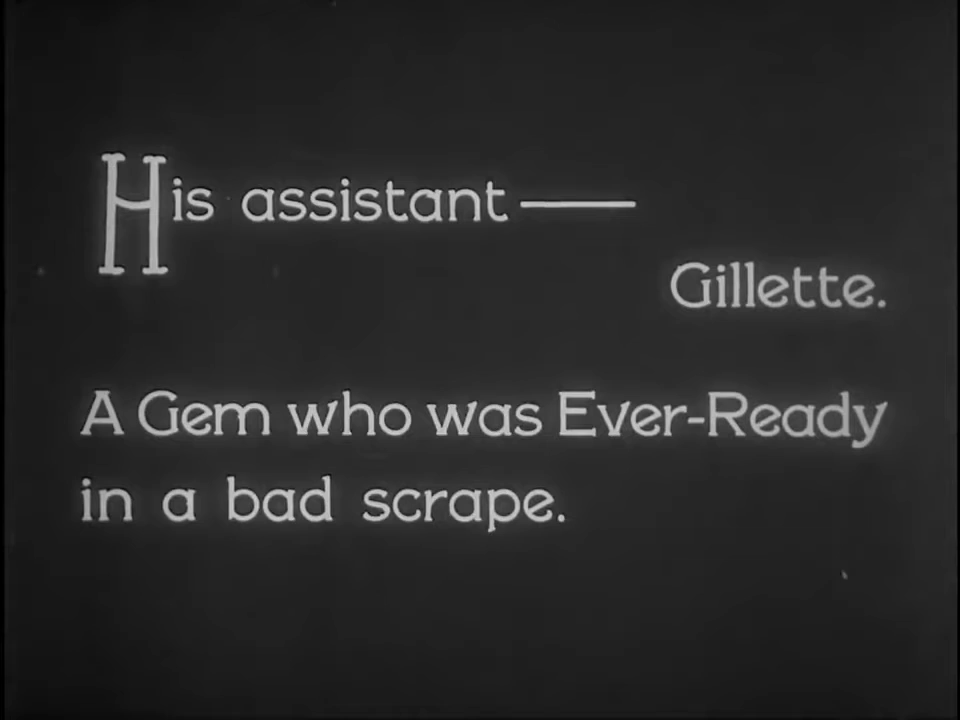 His assistant —
Gillette.
A Gem who was Ever-Ready
in a bad scrape.